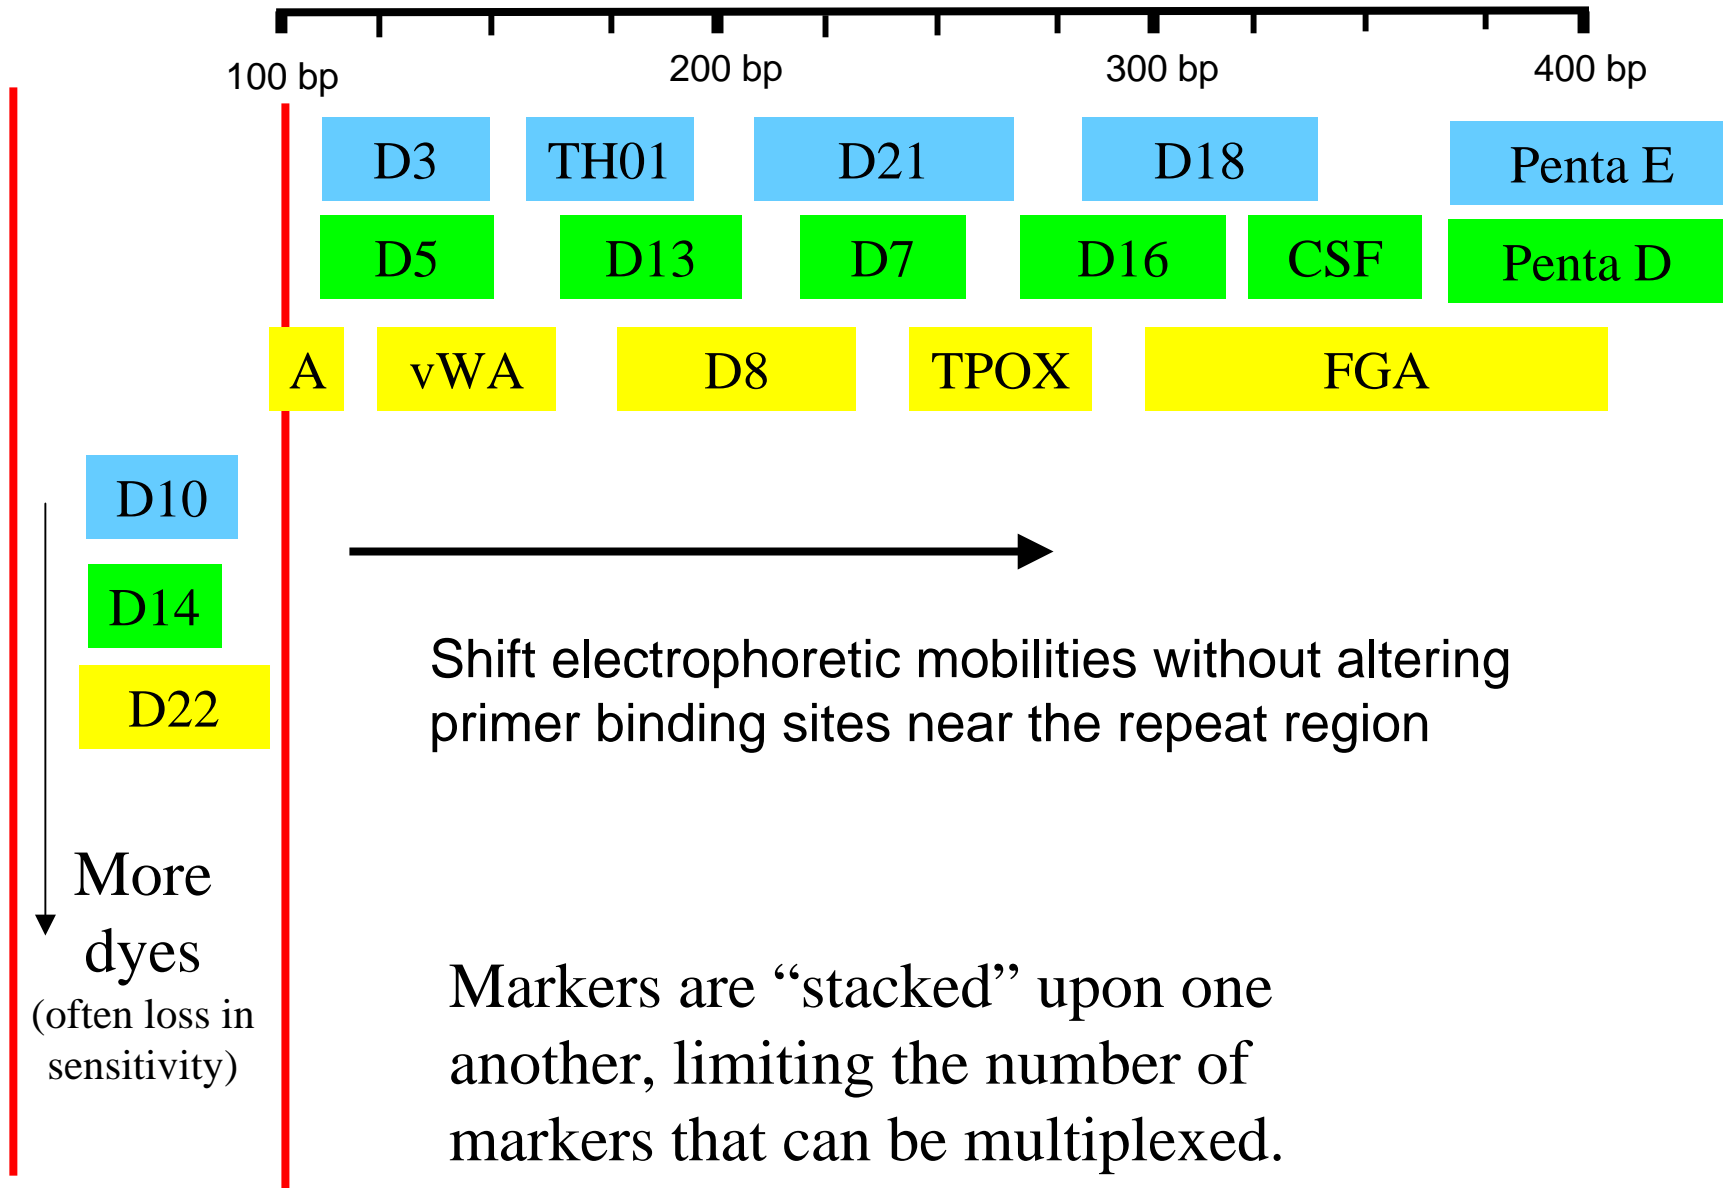 100 bp 200 bp 300 bp 400 bp
D3 TH01 D21 D18 Penta E
D5 D13 D7 D16 CSF Penta D
A vWA D8 TPOX FGA
D10
D14
D22
Shift electrophoretic mobilities without altering
primer binding sites near the repeat region
More
dyes
(often loss in
sensitivity)
Markers are “stacked” upon one
another, limiting the number of
markers that can be multiplexed.